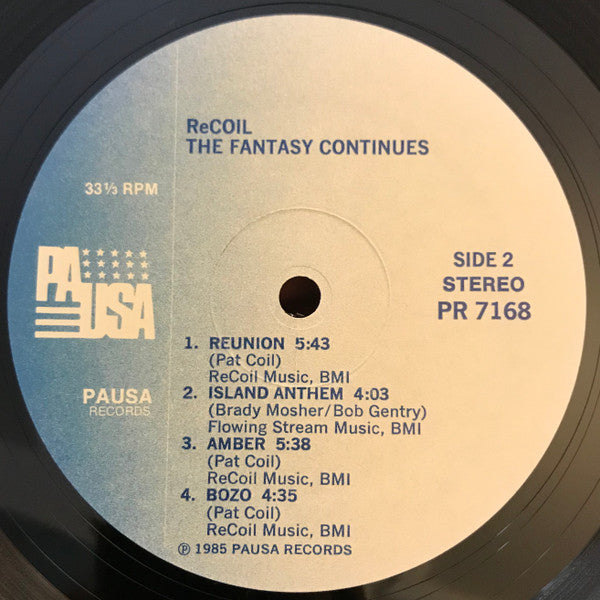 ReCOIL
THE FANTASY CONTINUES
33⅓ RPM
PAUSA
PAUSA
RECORDS
SIDE 2
STEREO
PR 7168
1. REUNION 5:43
(Pat Coil)
ReCoil Music, BMI
2. ISLAND ANTHEM 4:03
(Brady Mosher/Bob Gentry)
Flowing Stream Music, BMI
3. AMBER 5:38
(Pat Coil)
ReCoil Music, BMI
4. BOZO 4:35
(Pat Coil)
ReCoil Music, BMI
℗ 1985 PAUSA RECORDS